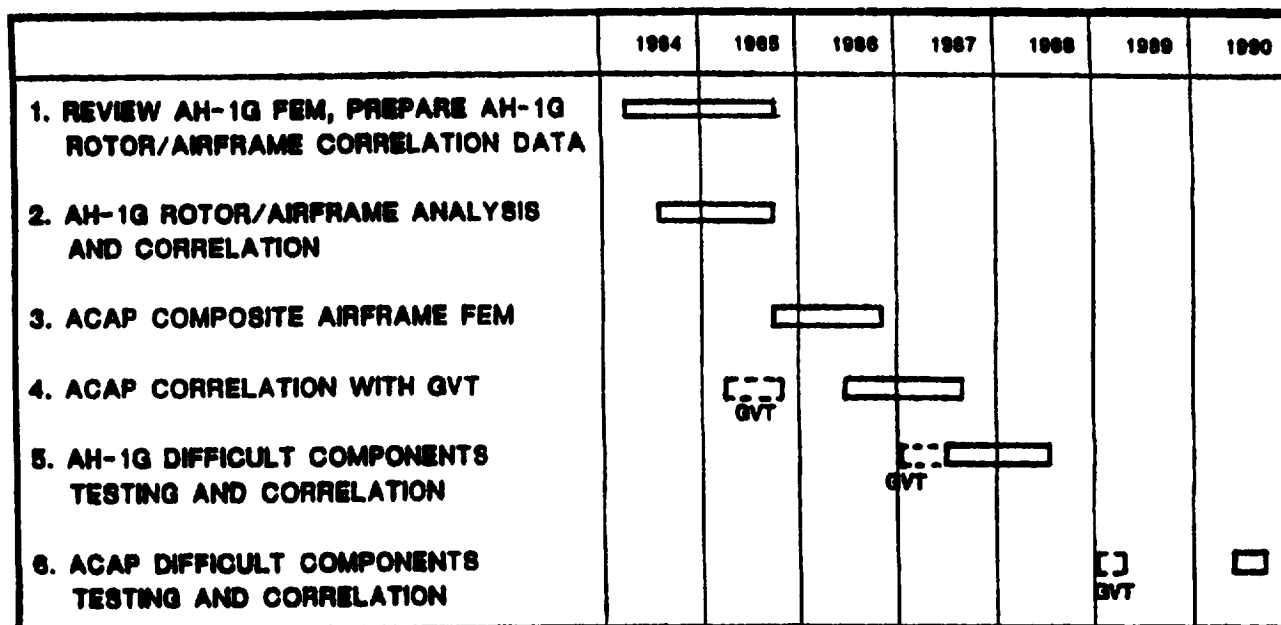 1984 1985 1986 1987 1988 1989 1990
1. REVIEW AH-1G FEM, PREPARE AH-1G
ROTOR/AIRFRAME CORRELATION DATA
2. AH-1G ROTOR/AIRFRAME ANALYSIS
AND CORRELATION
3. ACAP COMPOSITE AIRFRAME FEM
4. ACAP CORRELATION WITH GVT
GVT
5. AH-1G DIFFICULT COMPONENTS
TESTING AND CORRELATION
GVT
6. ACAP DIFFICULT COMPONENTS
TESTING AND CORRELATION
GVT